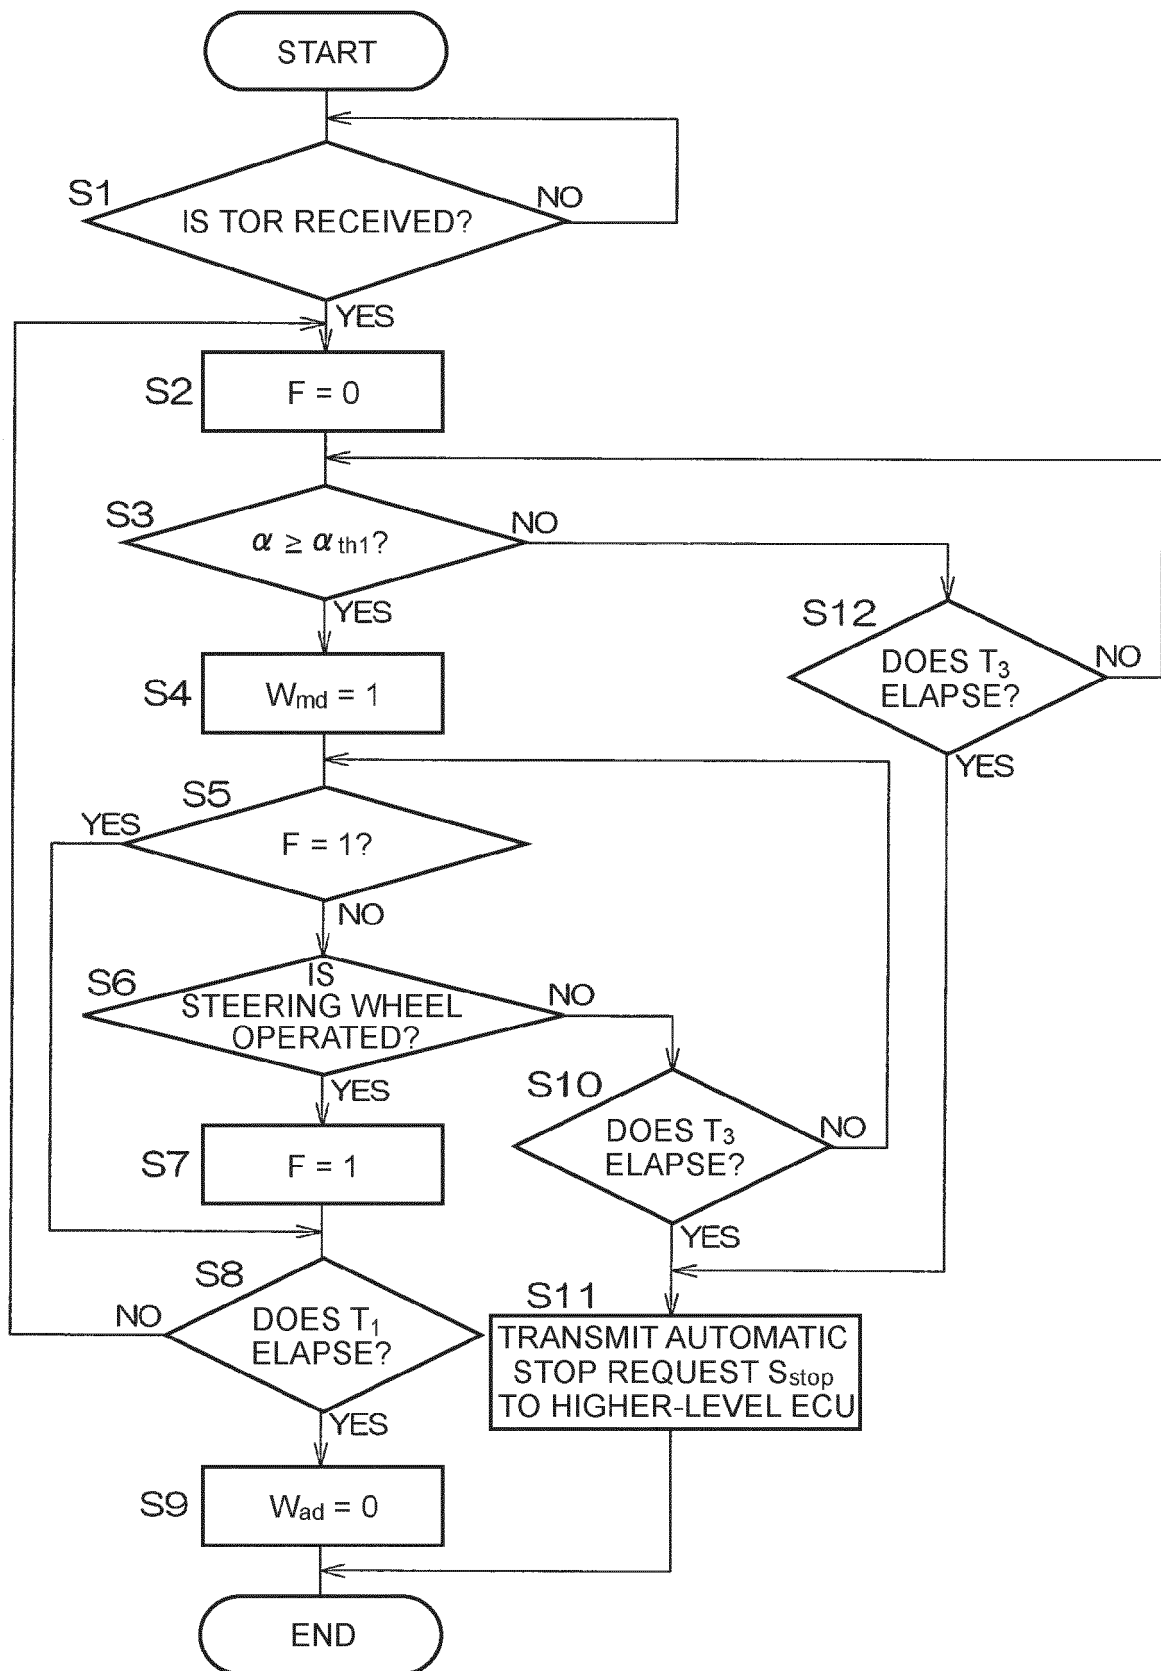 START
S1
IS TOR RECEIVED?
NO
YES
S2
F = 0
S3
α ≥ αth1?
NO
YES
S12
DOES T3
ELAPSE?
NO
YES
S4
Wmd = 1
S5
YES
F = 1?
NO
S6
IS
STEERING WHEEL
OPERATED?
NO
YES
S10
DOES T3
ELAPSE?
NO
YES
S7
F = 1
S8
NO
DOES T1
ELAPSE?
YES
S11
TRANSMIT AUTOMATIC
STOP REQUEST Sstop
TO HIGHER-LEVEL ECU
S9
Wad = 0
END